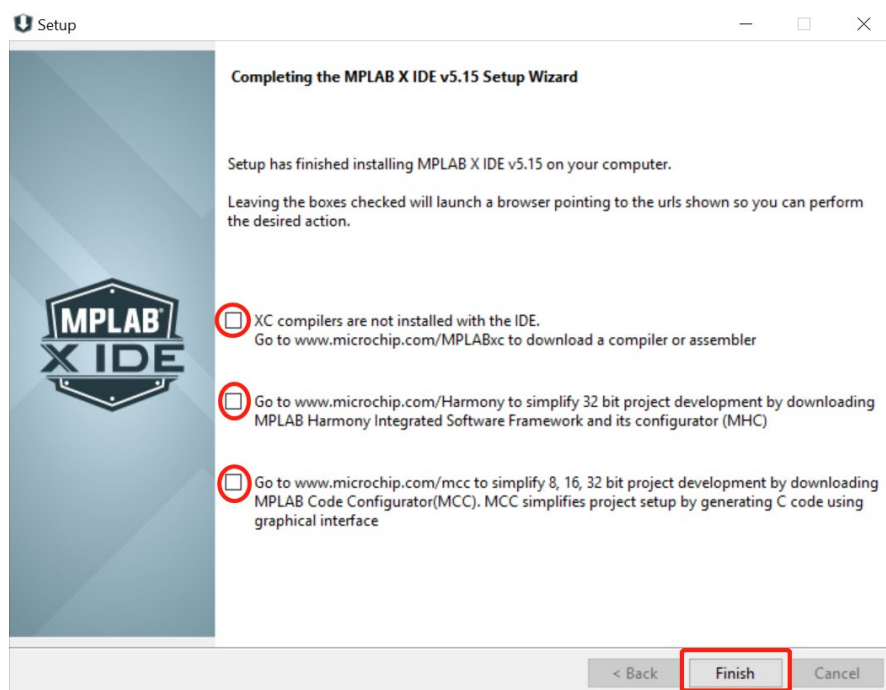 Setup
Completing the MPLAB X IDE v5.15 Setup Wizard
Setup has finished installing MPLAB X IDE v5.15 on your computer.
Leaving the boxes checked will launch a browser pointing to the urls shown so you can perform
the desired action.
MPLAB
X IDE
XC compilers are not installed with the IDE.
Go to www.microchip.com/MPLABxc to download a compiler or assembler
Go to www.microchip.com/Harmony to simplify 32 bit project development by downloading
MPLAB Harmony Integrated Software Framework and its configurator (MHC)
Go to www.microchip.com/mcc to simplify 8, 16, 32 bit project development by downloading
MPLAB Code Configurator(MCC). MCC simplifies project setup by generating C code using
graphical interface
< Back Finish Cancel